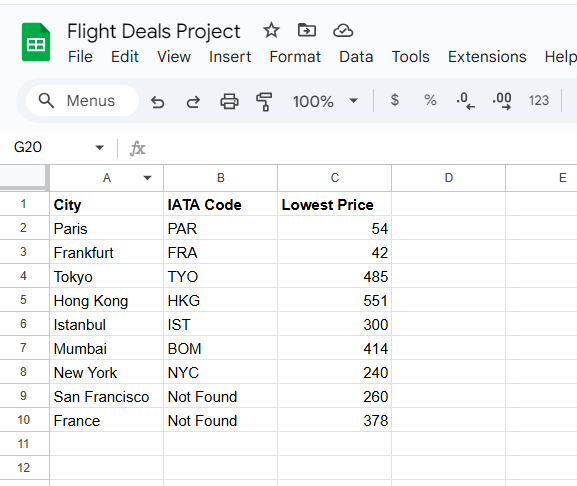 Flight Deals Project
File Edit View Insert Format Data Tools Extensions Help
Menus 100% $ % .0 .00 123
G20 fx
A B C D E
1 City IATA Code Lowest Price
2 Paris PAR 54
3 Frankfurt FRA 42
4 Tokyo TYO 485
5 Hong Kong HKG 551
6 Istanbul IST 300
7 Mumbai BOM 414
8 New York NYC 240
9 San Francisco Not Found 260
10 France Not Found 378
11
12